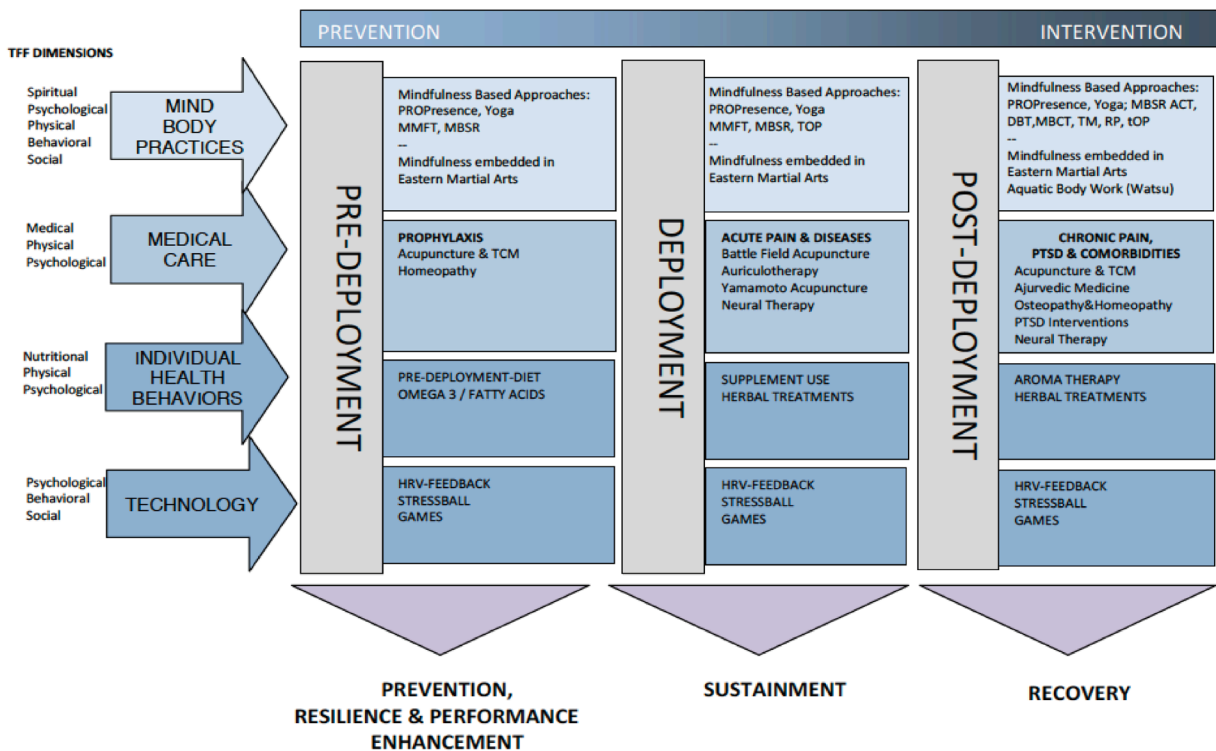 PREVENTION
INTERVENTION
TFF DIMENSIONS
Spiritual
Psychological
Physical
Behavioral
Social
MIND
BODY
PRACTICES
Medical
Physical
Psychological
MEDICAL
CARE
Nutritional
Physical
Psychological
INDIVIDUAL
HEALTH
BEHAVIORS
Psychological
Behavioral
Social
TECHNOLOGY
PRE-DEPLOYMENT
Mindfulness Based Approaches:
PROPresence, Yoga
MMFT, MBSR
--
Mindfulness embedded in
Eastern Martial Arts
PROPHYLAXIS
Acupuncture & TCM
Homeopathy
PRE-DEPLOYMENT-DIET
OMEGA 3 / FATTY ACIDS
HRV-FEEDBACK
STRESSBALL
GAMES
DEPLOYMENT
Mindfulness Based Approaches:
PROPresence, Yoga
MMFT, MBSR, TOP
--
Mindfulness embedded in
Eastern Martial Arts
ACUTE PAIN & DISEASES
Battle Field Acupuncture
Auriculotherapy
Yamamoto Acupuncture
Neural Therapy
SUPPLEMENT USE
HERBAL TREATMENTS
HRV-FEEDBACK
STRESSBALL
GAMES
POST-DEPLOYMENT
Mindfulness Based Approaches:
PROPresence, Yoga; MBSR ACT,
DBT,MBCT, TM, RP, tOP
--
Mindfulness embedded in
Eastern Martial Arts
Aquatic Body Work (Watsu)
CHRONIC PAIN,
PTSD & COMORBIDITIES
Acupuncture & TCM
Ajurvedic Medicine
Osteopathy&Homeopathy
PTSD Interventions
Neural Therapy
AROMA THERAPY
HERBAL TREATMENTS
HRV-FEEDBACK
STRESSBALL
GAMES
PREVENTION,
RESILIENCE & PERFORMANCE
ENHANCEMENT
SUSTAINMENT
RECOVERY